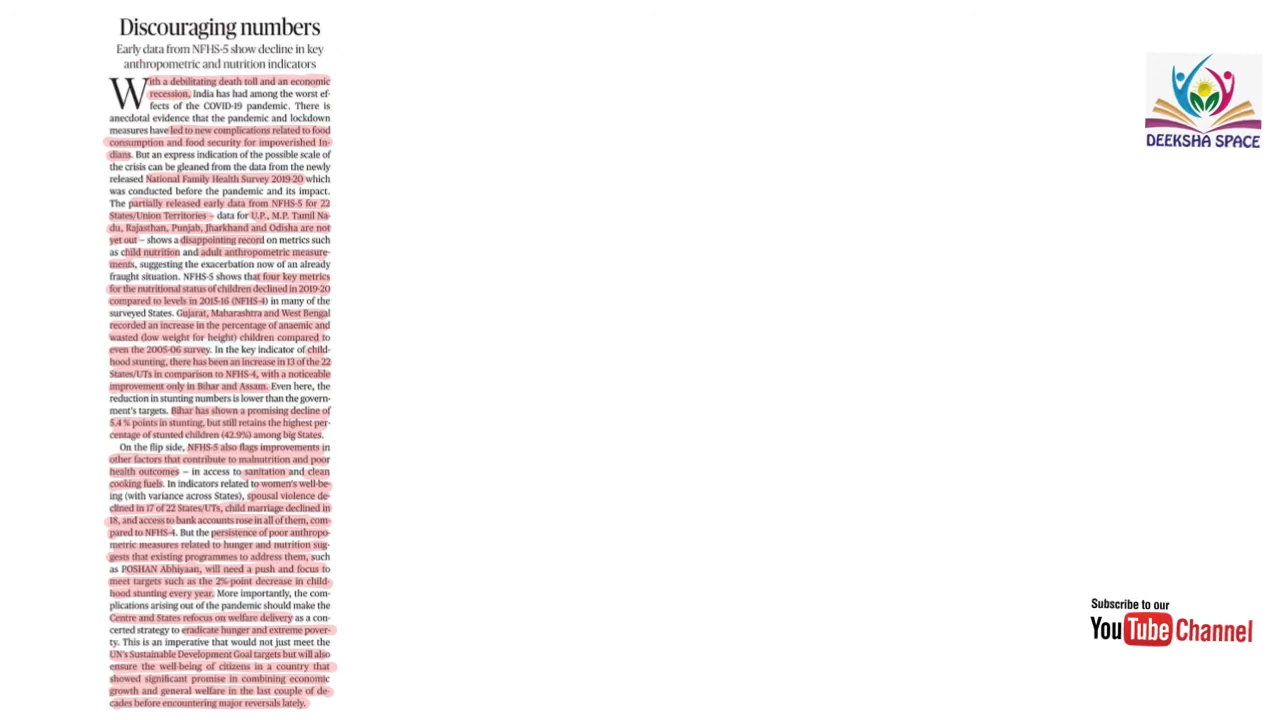 Discouraging numbers
Early data from NFHS-5 show decline in key
anthropometric and nutrition indicators
With a debilitating death toll and an economic
recession, India has had among the worst ef-
fects of the COVID-19 pandemic. There is
anecdotal evidence that the pandemic and lockdown
measures have led to new complications related to food
consumption and food security for impoverished In-
dians. But an express indication of the possible scale of
the crisis can be gleaned from the data from the newly
released National Family Health Survey 2019-20 which
was conducted before the pandemic and its impact.
The partially released early data from NFHS-5 for 22
States/Union Territories – data for U.P., M.P. Tamil Na-
du, Rajasthan, Punjab, Jharkhand and Odisha are not
yet out – shows a disappointing record on metrics such
as child nutrition and adult anthropometric measure-
ments, suggesting the exacerbation now of an already
fraught situation. NFHS-5 shows that four key metrics
for the nutritional status of children declined in 2019-20
compared to levels in 2015-16 (NFHS-4) in many of the
surveyed States. Gujarat, Maharashtra and West Bengal
recorded an increase in the percentage of anaemic and
wasted (low weight for height) children compared to
even the 2005-06 survey. In the key indicator of child-
hood stunting, there has been an increase in 13 of the 22
States/UTs in comparison to NFHS-4, with a noticeable
improvement only in Bihar and Assam. Even here, the
reduction in stunting numbers is lower than the govern-
ment's targets. Bihar has shown a promising decline of
5.4 % points in stunting, but still retains the highest per-
centage of stunted children (42.9%) among big States.
On the flip side, NFHS-5 also flags improvements in
other factors that contribute to malnutrition and poor
health outcomes – in access to sanitation and clean
cooking fuels. In indicators related to women's well-be-
ing (with variance across States), spousal violence de-
clined in 17 of 22 States/UTs, child marriage declined in
18, and access to bank accounts rose in all of them, com-
pared to NFHS-4. But the persistence of poor anthropo-
metric measures related to hunger and nutrition sug-
gests that existing programmes to address them, such
as POSHAN Abhiyaan, will need a push and focus to
meet targets such as the 2%-point decrease in child-
hood stunting every year. More importantly, the com-
plications arising out of the pandemic should make the
Centre and States refocus on welfare delivery as a con-
certed strategy to eradicate hunger and extreme pover-
ty. This is an imperative that would not just meet the
UN's Sustainable Development Goal targets but will also
ensure the well-being of citizens in a country that
showed significant promise in combining economic
growth and general welfare in the last couple of de-
cades before encountering major reversals lately.
DEEKSHA SPACE
Subscribe to our
YouTube Channel